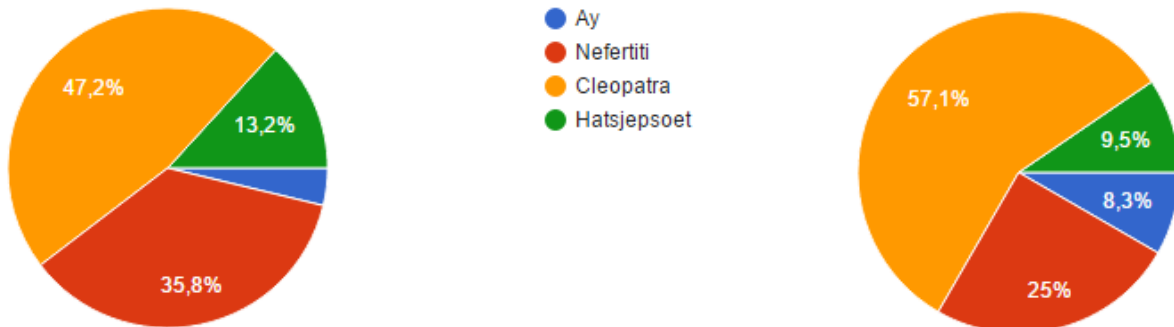 47,2%
13,2%
35,8%
Ay
Nefertiti
Cleopatra
Hatsjepsoet
57,1%
9,5%
8,3%
25%